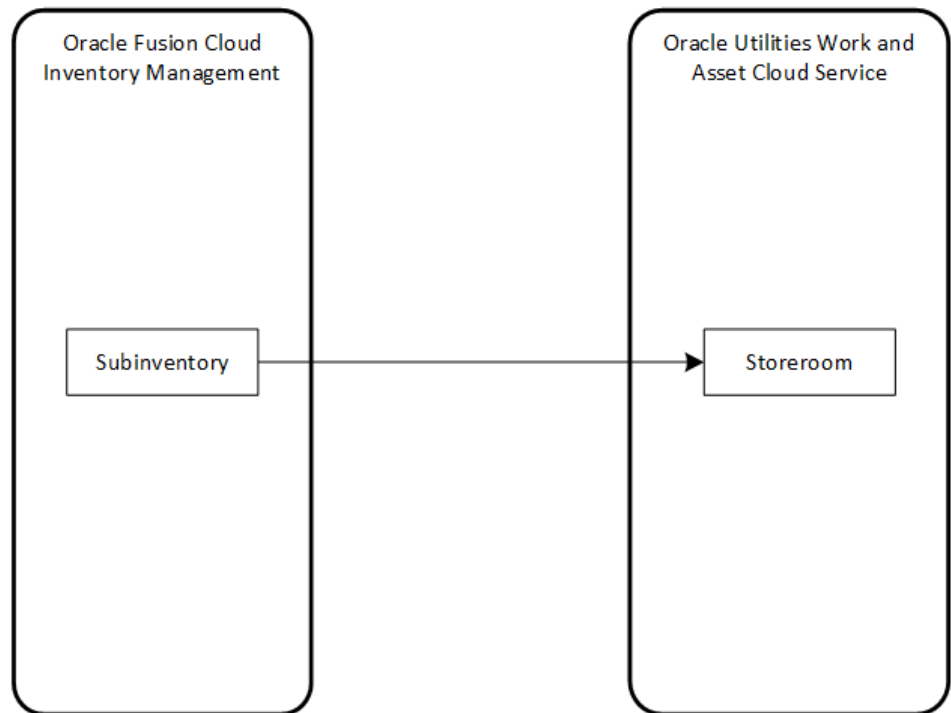 Oracle Fusion Cloud
Inventory Management
Oracle Utilities Work and
Asset Cloud Service
Subinventory
Storeroom